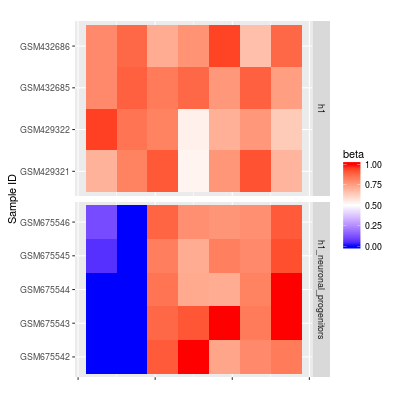 GSM432686
GSM432685
GSM429322
GSM429321
h1
Sample ID
GSM675546
GSM675545
GSM675544
GSM675543
GSM675542
h1_neuronal_progenitors
beta
1.00
0.75
0.50
0.25
0.00